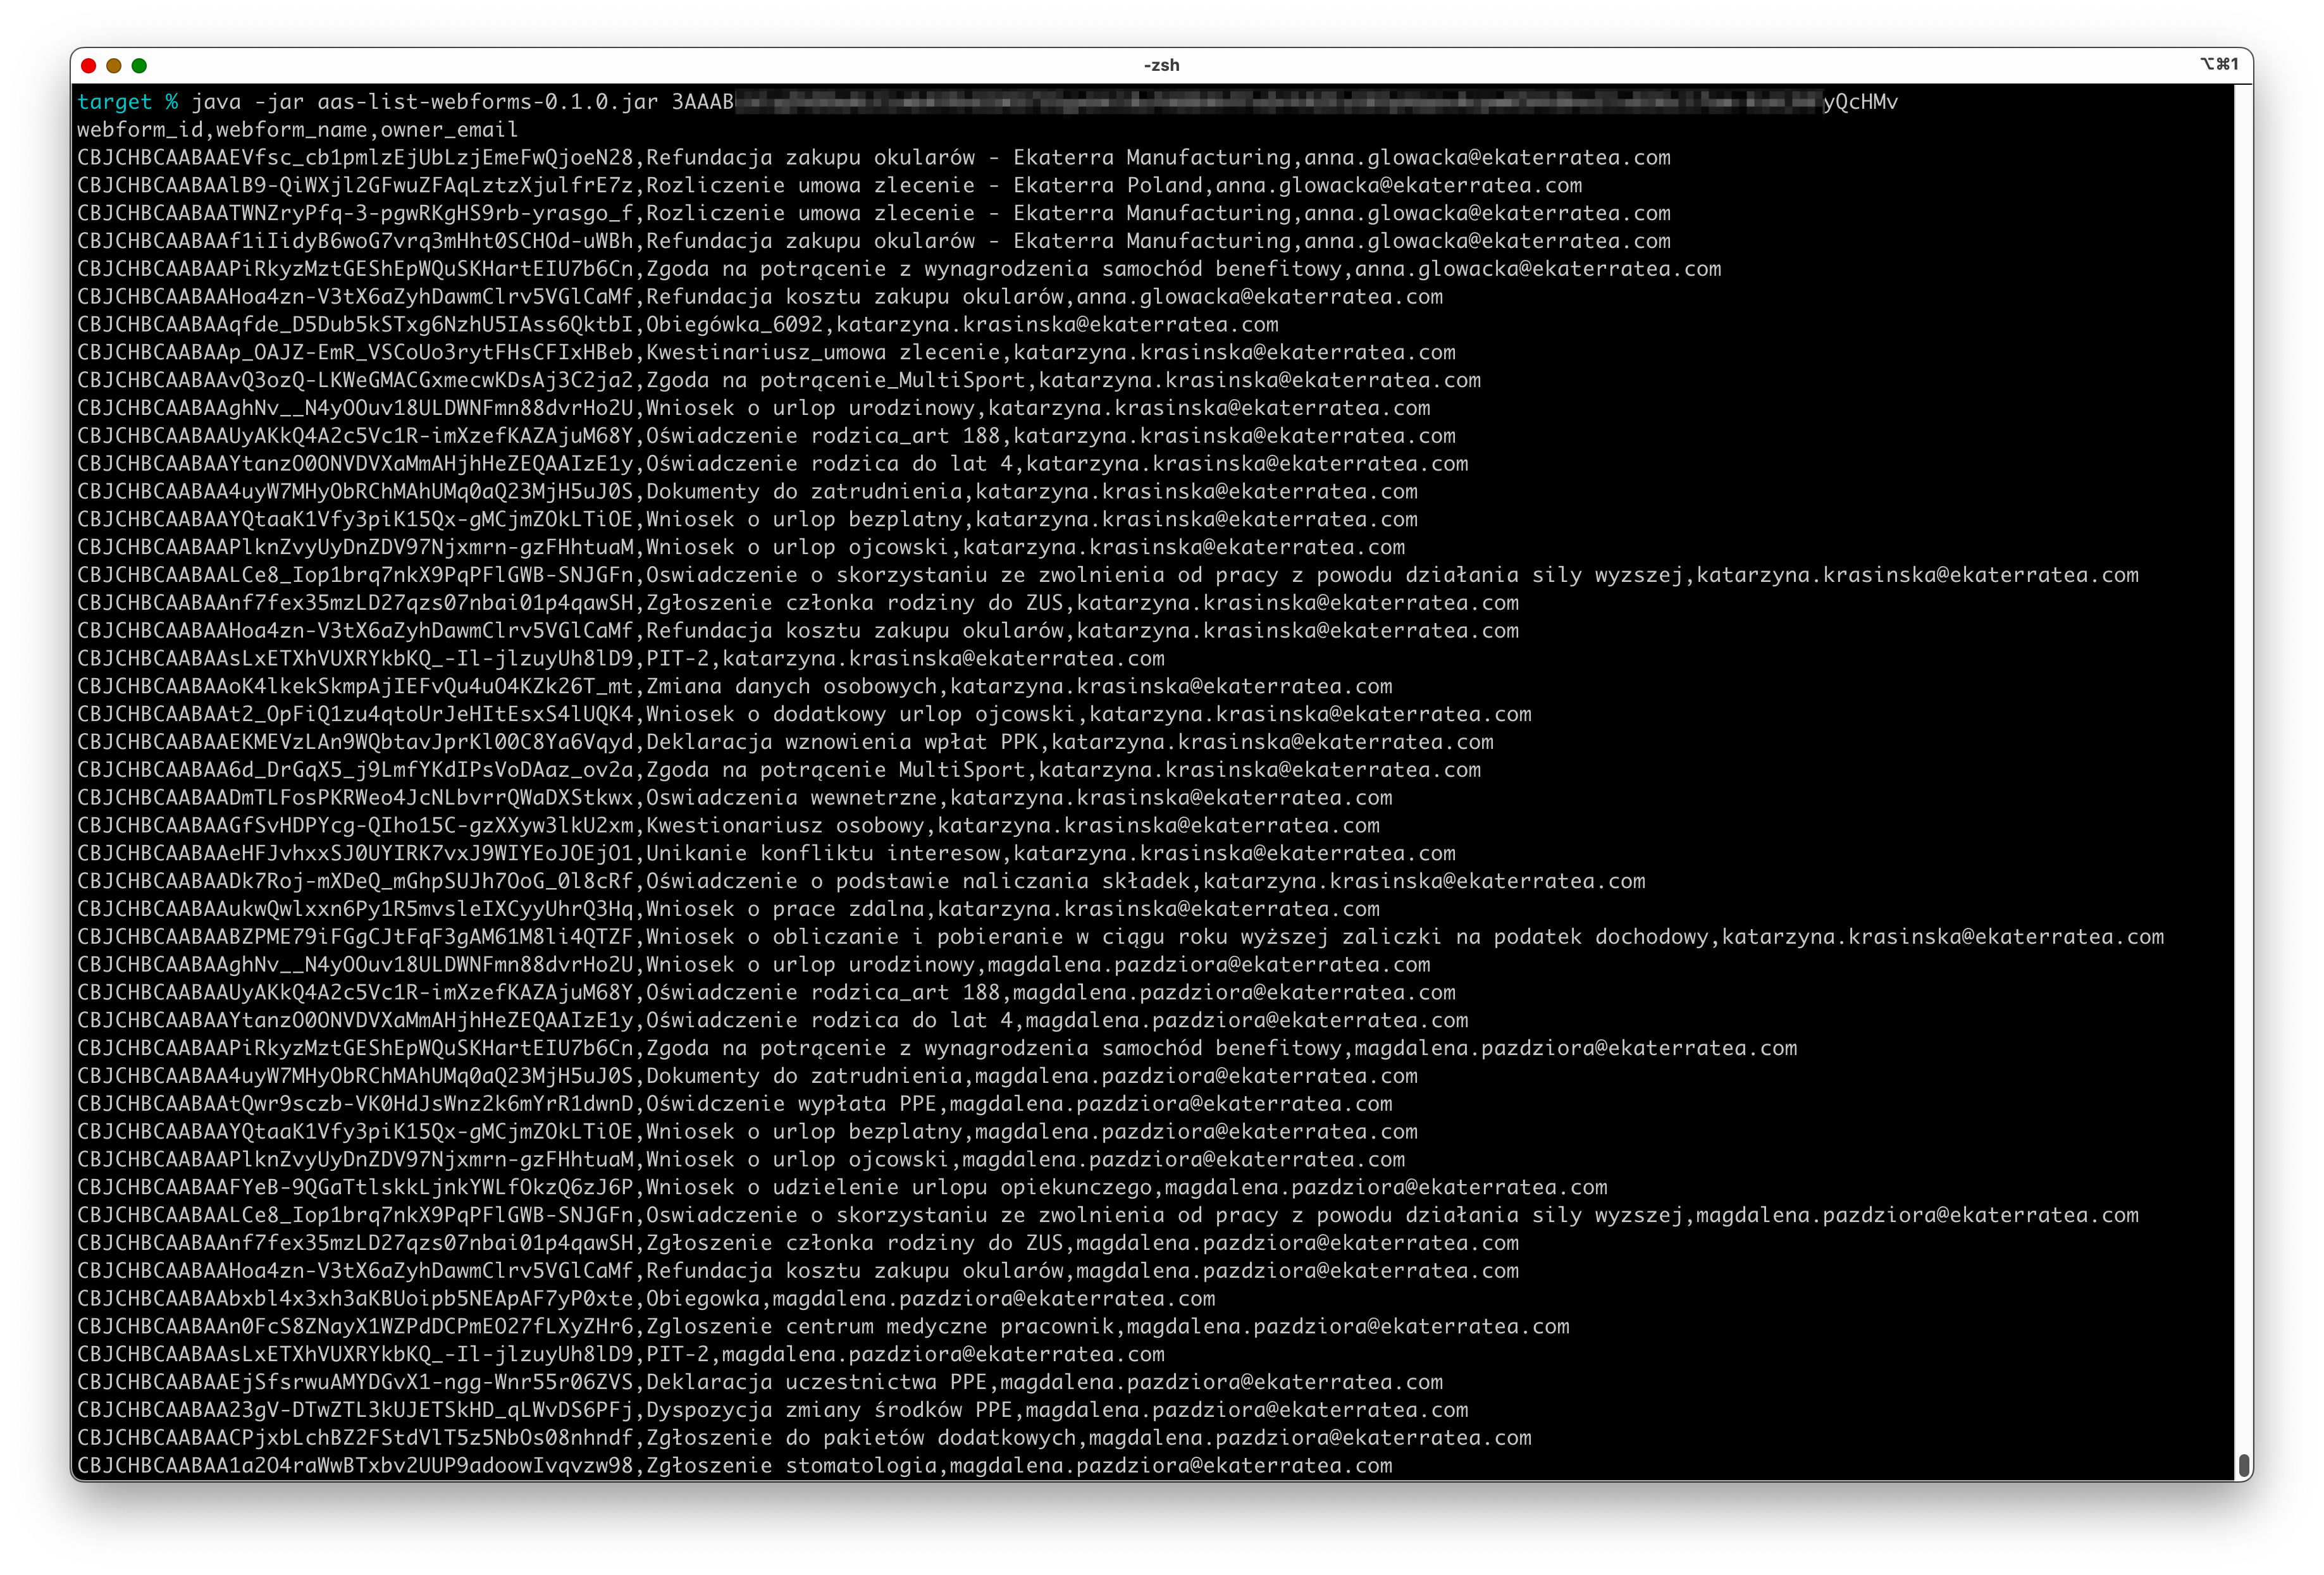 -zsh
⌥⌘1
target % java -jar aas-list-webforms-0.1.0.jar 3AAAB yQcHMv
webform_id,webform_name,owner_email
CBJCHBCAABAAEVfsc_cb1pmlzEjUbLzjEmeFwQjoeN28,Refundacja zakupu okularów - Ekaterra Manufacturing,anna.glowacka@ekaterratea.com
CBJCHBCAABAAlB9-QiWXjl2GFwuZFAqLztzXjulfrE7z,Rozliczenie umowa zlecenie - Ekaterra Poland,anna.glowacka@ekaterratea.com
CBJCHBCAABAATWNZryPfq-3-pgwRKgHS9rb-yrasgo_f,Rozliczenie umowa zlecenie - Ekaterra Manufacturing,anna.glowacka@ekaterratea.com
CBJCHBCAABAAf1iIidyB6woG7vrq3mHht0SCHOd-uWBh,Refundacja zakupu okularów - Ekaterra Manufacturing,anna.glowacka@ekaterratea.com
CBJCHBCAABAAPiRkyzMztGEShEpWQuSKHartEIU7b6Cn,Zgoda na potrącenie z wynagrodzenia samochód benefitowy,anna.glowacka@ekaterratea.com
CBJCHBCAABAAHoa4zn-V3tX6aZyhDawmClrv5VGlCaMf,Refundacja kosztu zakupu okularów,anna.glowacka@ekaterratea.com
CBJCHBCAABAAqfde_D5Dub5kSTxg6NzhU5IAss6QktbI,Obiegówka_6092,katarzyna.krasinska@ekaterratea.com
CBJCHBCAABAAp_OAJZ-EmR_VSCoUo3rytFHsCFIxHBeb,Kwestinariusz_umowa zlecenie,katarzyna.krasinska@ekaterratea.com
CBJCHBCAABAAvQ3ozQ-LKWeGMACGxmecwKDsAj3C2ja2,Zgoda na potrącenie_MultiSport,katarzyna.krasinska@ekaterratea.com
CBJCHBCAABAAghNv__N4yOOuv18ULDWNFmn88dvrHo2U,Wniosek o urlop urodzinowy,katarzyna.krasinska@ekaterratea.com
CBJCHBCAABAAUyAKkQ4A2c5Vc1R-imXzefKAZAjuM68Y,Oświadczenie rodzica_art 188,katarzyna.krasinska@ekaterratea.com
CBJCHBCAABAAYtanzO0ONVDVXaMmAHjhHeZEQAAIzE1y,Oświadczenie rodzica do lat 4,katarzyna.krasinska@ekaterratea.com
CBJCHBCAABAA4uyW7MHyObRChMAhUMq0aQ23MjH5uJ0S,Dokumenty do zatrudnienia,katarzyna.krasinska@ekaterratea.com
CBJCHBCAABAAYQtaaK1Vfy3piK15Qx-gMCjmZOkLTiOE,Wniosek o urlop bezplatny,katarzyna.krasinska@ekaterratea.com
CBJCHBCAABAAPlknZvyUyDnZDV97Njxmrn-gzFHhtuaM,Wniosek o urlop ojcowski,katarzyna.krasinska@ekaterratea.com
CBJCHBCAABAALCe8_Iop1brq7nkX9PqPFlGWB-SNJGFn,Oswiadczenie o skorzystaniu ze zwolnienia od pracy z powodu działania sily wyzszej,katarzyna.krasinska@ekaterratea.com
CBJCHBCAABAAnf7fex35mzLD27qzs07nbai01p4qawSH,Zgłoszenie członka rodziny do ZUS,katarzyna.krasinska@ekaterratea.com
CBJCHBCAABAAHoa4zn-V3tX6aZyhDawmClrv5VGlCaMf,Refundacja kosztu zakupu okularów,katarzyna.krasinska@ekaterratea.com
CBJCHBCAABAAsLxETXhVUXRYkbKQ_-Il-jlzuyUh8lD9,PIT-2,katarzyna.krasinska@ekaterratea.com
CBJCHBCAABAAoK4lkekSkmpAjIEFvQu4uO4KZk26T_mt,Zmiana danych osobowych,katarzyna.krasinska@ekaterratea.com
CBJCHBCAABAAt2_OpFiQ1zu4qtoUrJeHItEsxS4lUQK4,Wniosek o dodatkowy urlop ojcowski,katarzyna.krasinska@ekaterratea.com
CBJCHBCAABAAEKMEVzLAn9WQbtavJprKl00C8Ya6Vqyd,Deklaracja wznowienia wpłat PPK,katarzyna.krasinska@ekaterratea.com
CBJCHBCAABAA6d_DrGqX5_j9LmfYKdIPsVoDAaz_ov2a,Zgoda na potrącenie MultiSport,katarzyna.krasinska@ekaterratea.com
CBJCHBCAABAADmTLFosPKRWeo4JcNLbvrrQWaDXStkwx,Oswiadczenia wewnetrzne,katarzyna.krasinska@ekaterratea.com
CBJCHBCAABAAGfSvHDPYcg-QIho15C-gzXXyw3lkU2xm,Kwestionariusz osobowy,katarzyna.krasinska@ekaterratea.com
CBJCHBCAABAAeHFJvhxxSJ0UYIRK7vxJ9WIYEoJOEjO1,Unikanie konfliktu interesow,katarzyna.krasinska@ekaterratea.com
CBJCHBCAABAADk7Roj-mXDeQ_mGhpSUJh7OoG_0l8cRf,Oświadczenie o podstawie naliczania składek,katarzyna.krasinska@ekaterratea.com
CBJCHBCAABAAukwQwlxxn6Py1R5mvsleIXCyyUhrQ3Hq,Wniosek o prace zdalna,katarzyna.krasinska@ekaterratea.com
CBJCHBCAABAABZPME79iFGgCJtFqF3gAM61M8li4QTZF,Wniosek o obliczanie i pobieranie w ciągu roku wyższej zaliczki na podatek dochodowy,katarzyna.krasinska@ekaterratea.com
CBJCHBCAABAAghNv__N4yOOuv18ULDWNFmn88dvrHo2U,Wniosek o urlop urodzinowy,magdalena.pazdziora@ekaterratea.com
CBJCHBCAABAAUyAKkQ4A2c5Vc1R-imXzefKAZAjuM68Y,Oświadczenie rodzica_art 188,magdalena.pazdziora@ekaterratea.com
CBJCHBCAABAAYtanzO0ONVDVXaMmAHjhHeZEQAAIzE1y,Oświadczenie rodzica do lat 4,magdalena.pazdziora@ekaterratea.com
CBJCHBCAABAAPiRkyzMztGEShEpWQuSKHartEIU7b6Cn,Zgoda na potrącenie z wynagrodzenia samochód benefitowy,magdalena.pazdziora@ekaterratea.com
CBJCHBCAABAA4uyW7MHyObRChMAhUMq0aQ23MjH5uJ0S,Dokumenty do zatrudnienia,magdalena.pazdziora@ekaterratea.com
CBJCHBCAABAAtQwr9sczb-VK0HdJsWnz2k6mYrR1dwnD,Oświdczenie wypłata PPE,magdalena.pazdziora@ekaterratea.com
CBJCHBCAABAAYQtaaK1Vfy3piK15Qx-gMCjmZOkLTiOE,Wniosek o urlop bezplatny,magdalena.pazdziora@ekaterratea.com
CBJCHBCAABAAPlknZvyUyDnZDV97Njxmrn-gzFHhtuaM,Wniosek o urlop ojcowski,magdalena.pazdziora@ekaterratea.com
CBJCHBCAABAAFYeB-9QGaTtlskkLjnkYWLfOkzQ6zJ6P,Wniosek o udzielenie urlopu opiekunczego,magdalena.pazdziora@ekaterratea.com
CBJCHBCAABAALCe8_Iop1brq7nkX9PqPFlGWB-SNJGFn,Oswiadczenie o skorzystaniu ze zwolnienia od pracy z powodu działania sily wyzszej,magdalena.pazdziora@ekaterratea.com
CBJCHBCAABAAnf7fex35mzLD27qzs07nbai01p4qawSH,Zgłoszenie członka rodziny do ZUS,magdalena.pazdziora@ekaterratea.com
CBJCHBCAABAAHoa4zn-V3tX6aZyhDawmClrv5VGlCaMf,Refundacja kosztu zakupu okularów,magdalena.pazdziora@ekaterratea.com
CBJCHBCAABAAbxbl4x3xh3aKBUoipb5NEApAF7yP0xte,Obiegowka,magdalena.pazdziora@ekaterratea.com
CBJCHBCAABAAn0FcS8ZNayX1WZPdDCPmEO27fLXyZHr6,Zgloszenie centrum medyczne pracownik,magdalena.pazdziora@ekaterratea.com
CBJCHBCAABAAsLxETXhVUXRYkbKQ_-Il-jlzuyUh8lD9,PIT-2,magdalena.pazdziora@ekaterratea.com
CBJCHBCAABAAEjSfsrwuAMYDGvX1-ngg-Wnr55r06ZVS,Deklaracja uczestnictwa PPE,magdalena.pazdziora@ekaterratea.com
CBJCHBCAABAA23gV-DTwZTL3kUJETSkHD_qLWvDS6PFj,Dyspozycja zmiany środków PPE,magdalena.pazdziora@ekaterratea.com
CBJCHBCAABAACPjxbLchBZ2FStdVlT5z5NbOs08nhndf,Zgłoszenie do pakietów dodatkowych,magdalena.pazdziora@ekaterratea.com
CBJCHBCAABAA1a2O4raWwBTxbv2UUP9adoowIvqvzw98,Zgłoszenie stomatologia,magdalena.pazdziora@ekaterratea.com